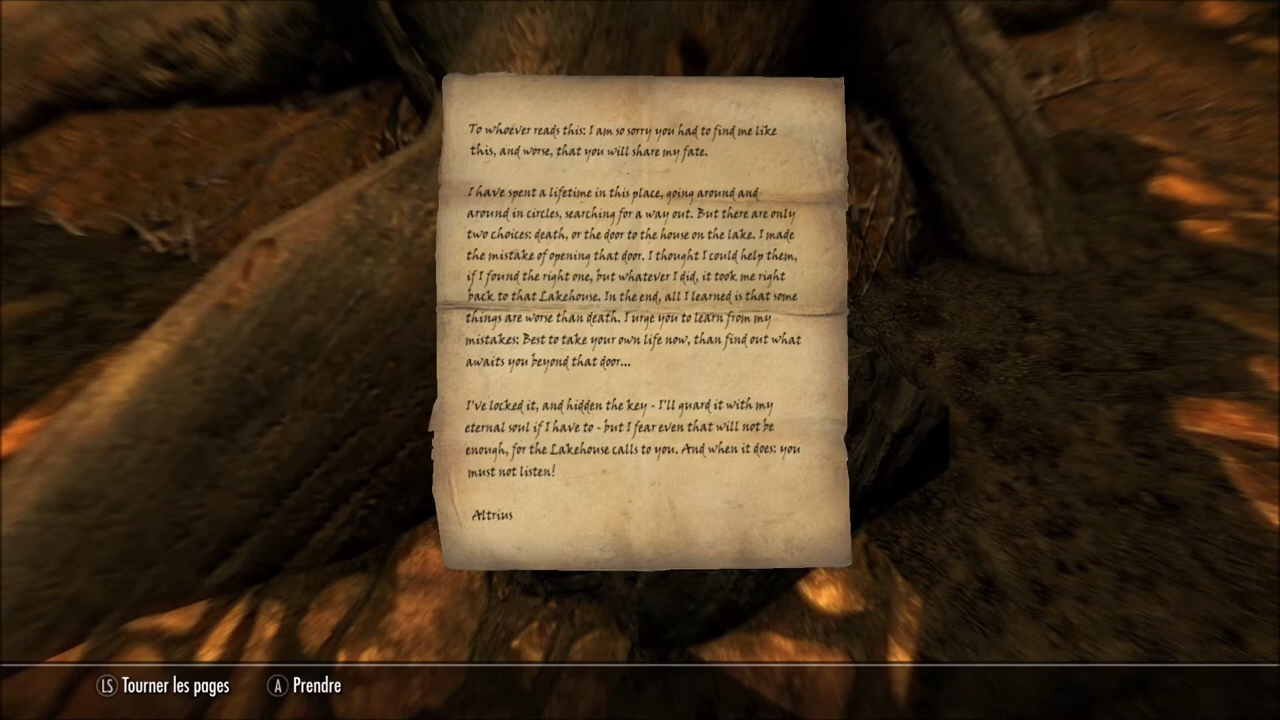 To whoever reads this: I am so sorry you had to find me like
this, and worse, that you will share my fate.
I have spent a lifetime in this place, going around and
around in circles, searching for a way out. But there are only
two choices: death, or the door to the house on the lake. I made
the mistake of opening that door. I thought I could help them,
if I found the right one, but whatever I did, it took me right
back to that Lakehouse. In the end, all I learned is that some
things are worse than death. I urge you to learn from my
mistakes: Best to take your own life now, than find out what
awaits you beyond that door...
I've locked it, and hidden the key - I'll guard it with my
eternal soul if I have to - but I fear even that will not be
enough, for the Lakehouse calls to you. And when it does: you
must not listen!
Altrius
LS Tourner les pages A Prendre